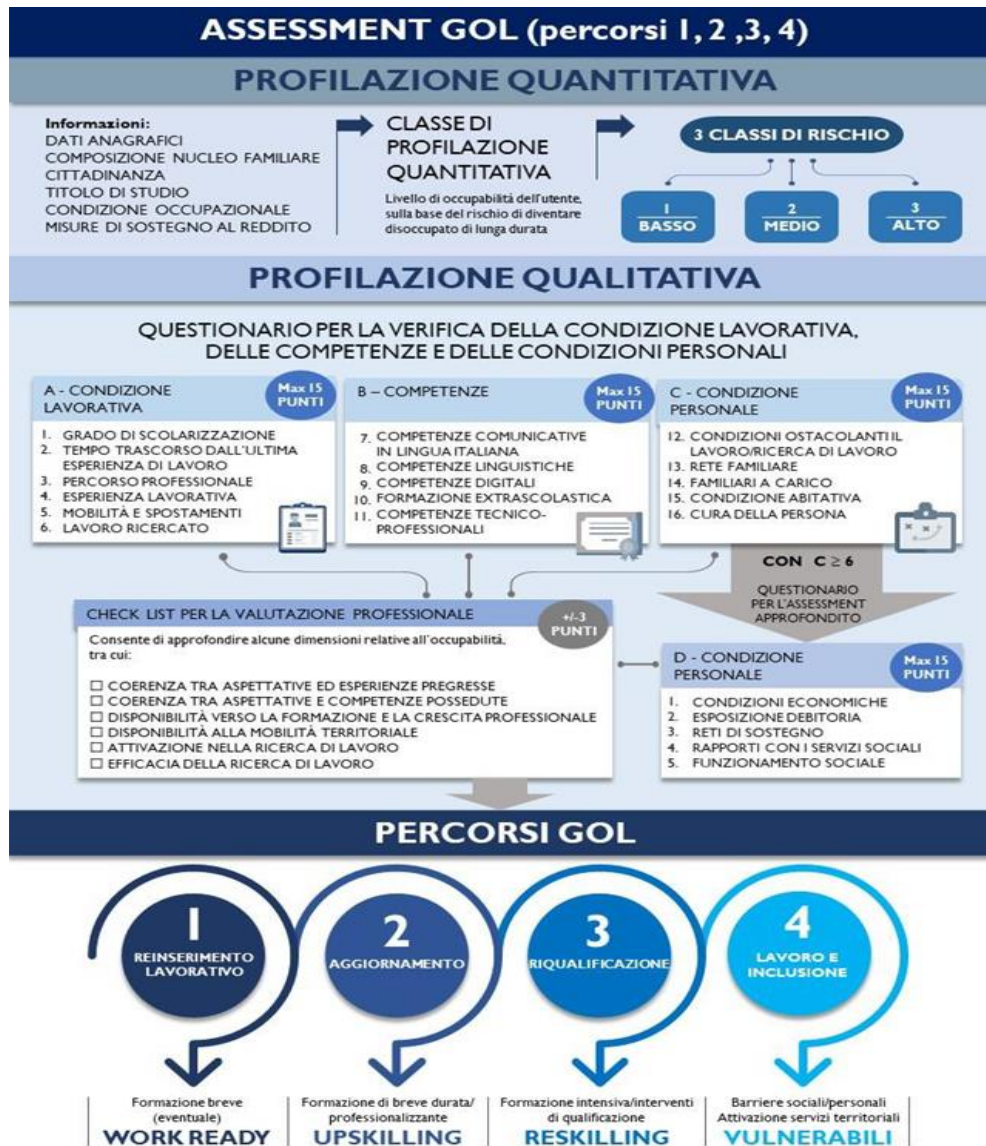 ASSESSMENT GOL (percorsi 1, 2 ,3, 4)
PROFILAZIONE QUANTITATIVA
Informazioni:
DATI ANAGRAFICI
COMPOSIZIONE NUCLEO FAMILIARE
CITTADINANZA
TITOLO DI STUDIO
CONDIZIONE OCCUPAZIONALE
MISURE DI SOSTEGNO AL REDDITO
CLASSE DI
PROFILAZIONE
QUANTITATIVA
Livello di occupabilità dell'utente,
sulla base del rischio di diventare
disoccupato di lunga durata
3 CLASSI DI RISCHIO
1
BASSO
2
MEDIO
3
ALTO
PROFILAZIONE QUALITATIVA
QUESTIONARIO PER LA VERIFICA DELLA CONDIZIONE LAVORATIVA,
DELLE COMPETENZE E DELLE CONDIZIONI PERSONALI
A - CONDIZIONE
LAVORATIVA
Max 15
PUNTI
1. GRADO DI SCOLARIZZAZIONE
2. TEMPO TRASCORSO DALL'ULTIMA
ESPERIENZA DI LAVORO
3. PERCORSO PROFESSIONALE
4. ESPERIENZA LAVORATIVA
5. MOBILITÀ E SPOSTAMENTI
6. LAVORO RICERCATO
B – COMPETENZE
Max 15
PUNTI
7. COMPETENZE COMUNICATIVE
IN LINGUA ITALIANA
8. COMPETENZE LINGUISTICHE
9. COMPETENZE DIGITALI
10. FORMAZIONE EXTRASCOLASTICA
11. COMPETENZE TECNICO-
PROFESSIONALI
C - CONDIZIONE
PERSONALE
Max 15
PUNTI
12. CONDIZIONI OSTACOLANTI IL
LAVORO/RICERCA DI LAVORO
13. RETE FAMILIARE
14. FAMILIARI A CARICO
15. CONDIZIONE ABITATIVA
16. CURA DELLA PERSONA
CON C ≥ 6
QUESTIONARIO
PER L'ASSESSMENT
APPROFONDITO
CHECK LIST PER LA VALUTAZIONE PROFESSIONALE
+/-3
PUNTI
Consente di approfondire alcune dimensioni relative all'occupabilità,
tra cui:
☐ COERENZA TRA ASPETTATIVE ED ESPERIENZE PREGRESSE
☐ COERENZA TRA ASPETTATIVE E COMPETENZE POSSEDUTE
☐ DISPONIBILITÀ VERSO LA FORMAZIONE E LA CRESCITA PROFESSIONALE
☐ DISPONIBILITÀ ALLA MOBILITÀ TERRITORIALE
☐ ATTIVAZIONE NELLA RICERCA DI LAVORO
☐ EFFICACIA DELLA RICERCA DI LAVORO
D - CONDIZIONE
PERSONALE
Max 15
PUNTI
1. CONDIZIONI ECONOMICHE
2. ESPOSIZIONE DEBITORIA
3. RETI DI SOSTEGNO
4. RAPPORTI CON I SERVIZI SOCIALI
5. FUNZIONAMENTO SOCIALE
PERCORSI GOL
1
REINSERIMENTO
LAVORATIVO
2
AGGIORNAMENTO
3
RIQUALIFICAZIONE
4
LAVORO E
INCLUSIONE
Formazione breve
(eventuale)
WORK READY
Formazione di breve durata/
professionalizzante
UPSKILLING
Formazione intensiva/interventi
di qualificazione
RESKILLING
Barriere sociali/personali
Attivazione servizi territoriali
VULNERABILI